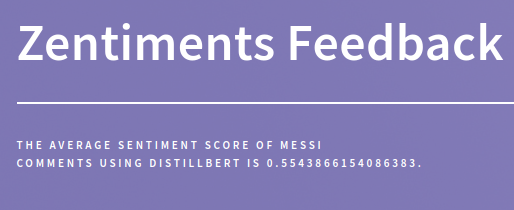 Zentiments Feedback
THE AVERAGE SENTIMENT SCORE OF MESSI
COMMENTS USING DISTILLBERT IS 0.5543866154086383.